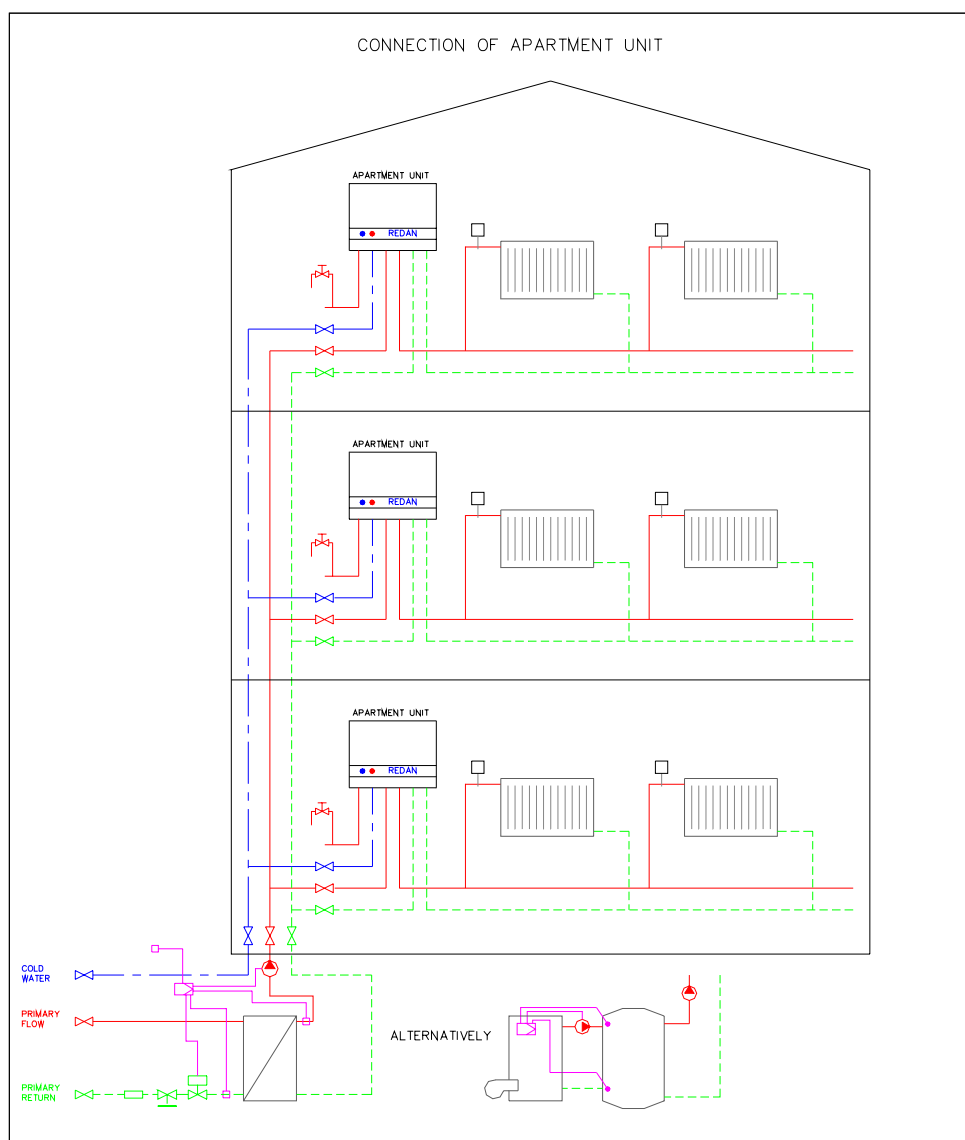 CONNECTION OF APARTMENT UNIT
APARTMENT UNIT
REDAN
APARTMENT UNIT
REDAN
APARTMENT UNIT
REDAN
COLD
WATER
PRIMARY
FLOW
ALTERNATIVELY
PRIMARY
RETURN